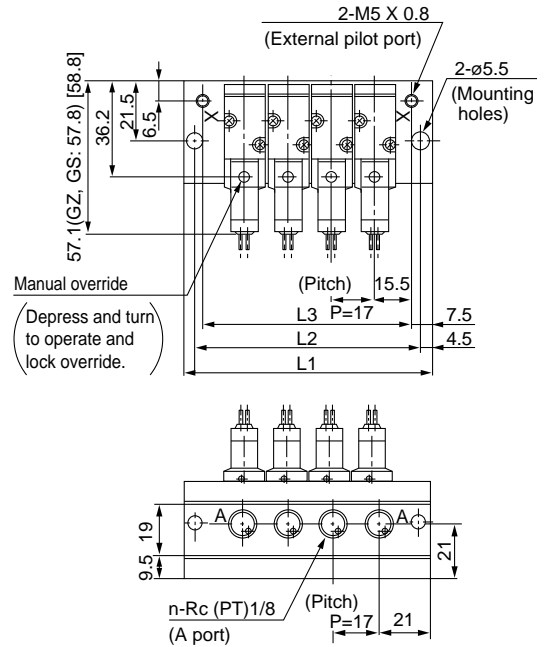 2-M5 X 0.8
(External pilot port)
2-ø5.5
(Mounting
holes)
57.1(GZ, GS: 57.8) [58.8]
36.2
21.5
6.5
X
X
Manual override
(Depress and turn
to operate and
lock override.)
(Pitch)
P=17
15.5
L3
7.5
L2
4.5
L1
A
A
19
9.5
21
n-Rc (PT)1/8
(A port)
(Pitch)
P=17
21